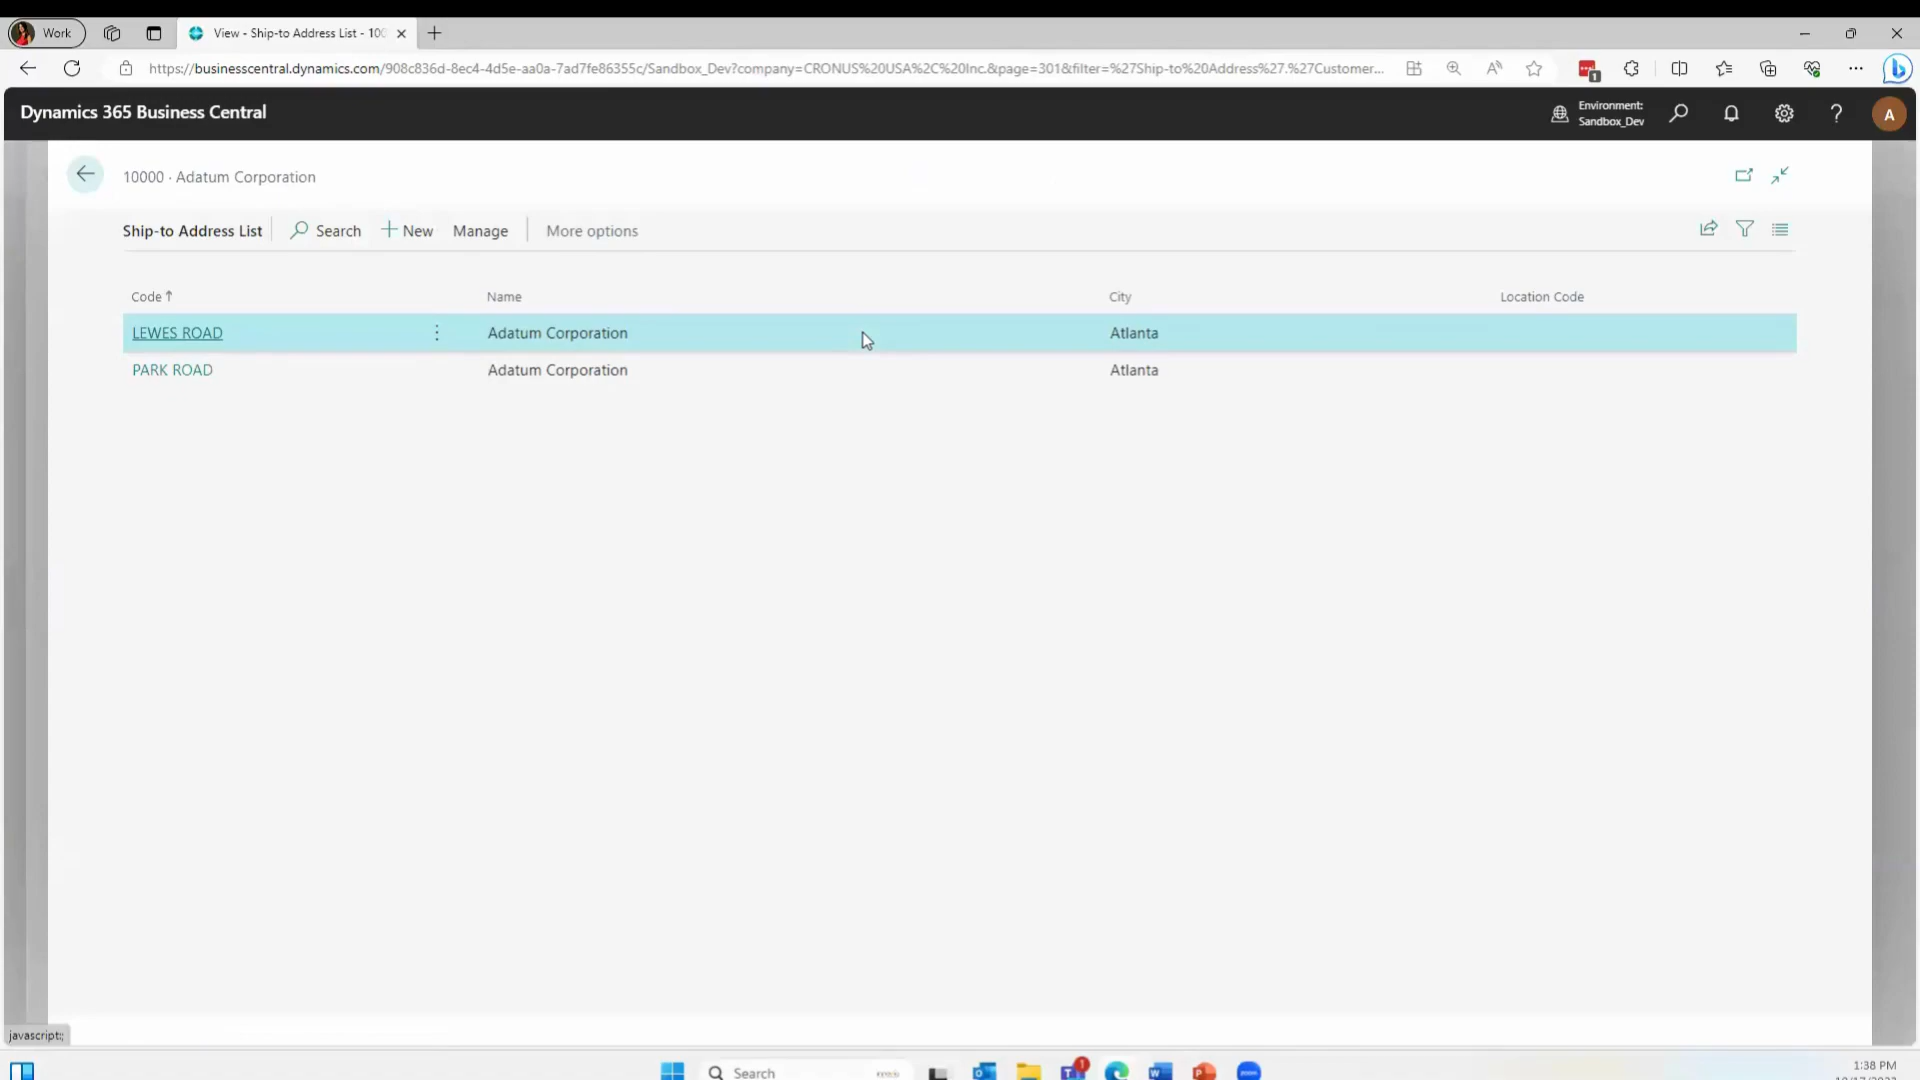 Work
View - Ship-to Address List - 100
https://businesscentral.dynamics.com/908c836d-8ec4-4d5e-aa0a-7ad7fe86355c/Sandbox_Dev?company=CRONUS%20USA%2C%20Inc.&page=301&filter=%27Ship-to%20Address%27.%27Customer...
1
Dynamics 365 Business Central
Environment:
Sandbox_Dev
A
10000 · Adatum Corporation
Ship-to Address List
Search
New
Manage
More options
Code ↑
Name
City
Location Code
LEWES ROAD
Adatum Corporation
Atlanta
PARK ROAD
Adatum Corporation
Atlanta
javascript:;
Search
1
1:38 PM